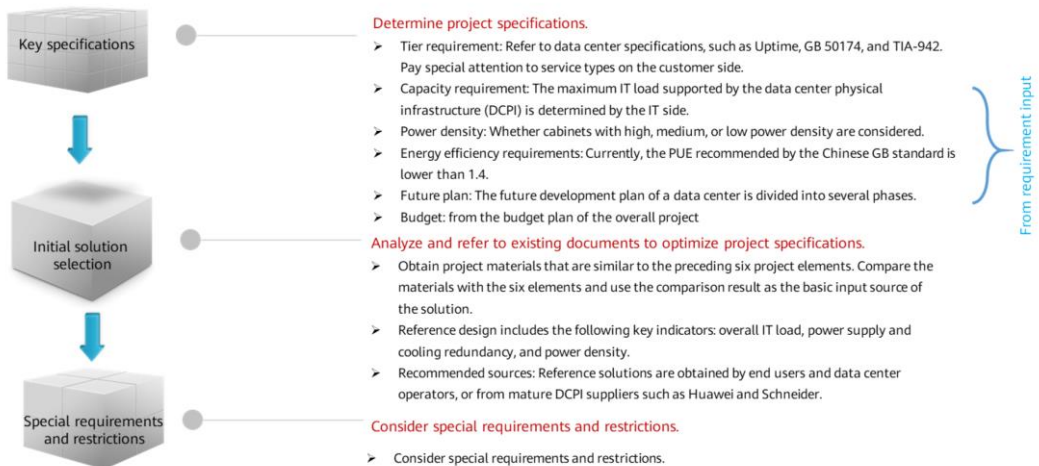 Key specifications
Determine project specifications.
➢ Tier requirement: Refer to data center specifications, such as Uptime, GB 50174, and TIA-942.
Pay special attention to service types on the customer side.
➢ Capacity requirement: The maximum IT load supported by the data center physical
infrastructure (DCPI) is determined by the IT side.
➢ Power density: Whether cabinets with high, medium, or low power density are considered.
➢ Energy efficiency requirements: Currently, the PUE recommended by the Chinese GB standard is
lower than 1.4.
➢ Future plan: The future development plan of a data center is divided into several phases.
➢ Budget: from the budget plan of the overall project
From requirement input
Initial solution
selection
Analyze and refer to existing documents to optimize project specifications.
➢ Obtain project materials that are similar to the preceding six project elements. Compare the
materials with the six elements and use the comparison result as the basic input source of
the solution.
➢ Reference design includes the following key indicators: overall IT load, power supply and
cooling redundancy, and power density.
➢ Recommended sources: Reference solutions are obtained by end users and data center
operators, or from mature DCPI suppliers such as Huawei and Schneider.
Special requirements
and restrictions
Consider special requirements and restrictions.
➢ Consider special requirements and restrictions.